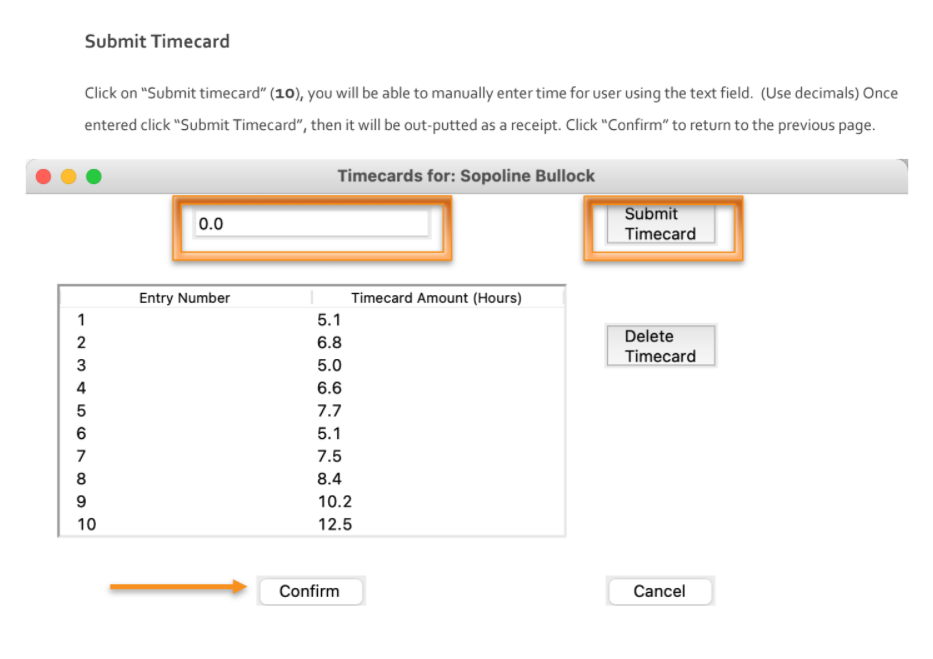 Submit Timecard
Click on “Submit timecard” (10), you will be able to manually enter time for user using the text field.  (Use decimals) Once
entered click “Submit Timecard”, then it will be out-putted as a receipt. Click “Confirm” to return to the previous page.
Timecards for: Sopoline Bullock
0.0
Submit
Timecard
Entry Number Timecard Amount (Hours)
1 5.1
2 6.8
3 5.0
4 6.6
5 7.7
6 5.1
7 7.5
8 8.4
9 10.2
10 12.5
Delete
Timecard
Confirm
Cancel